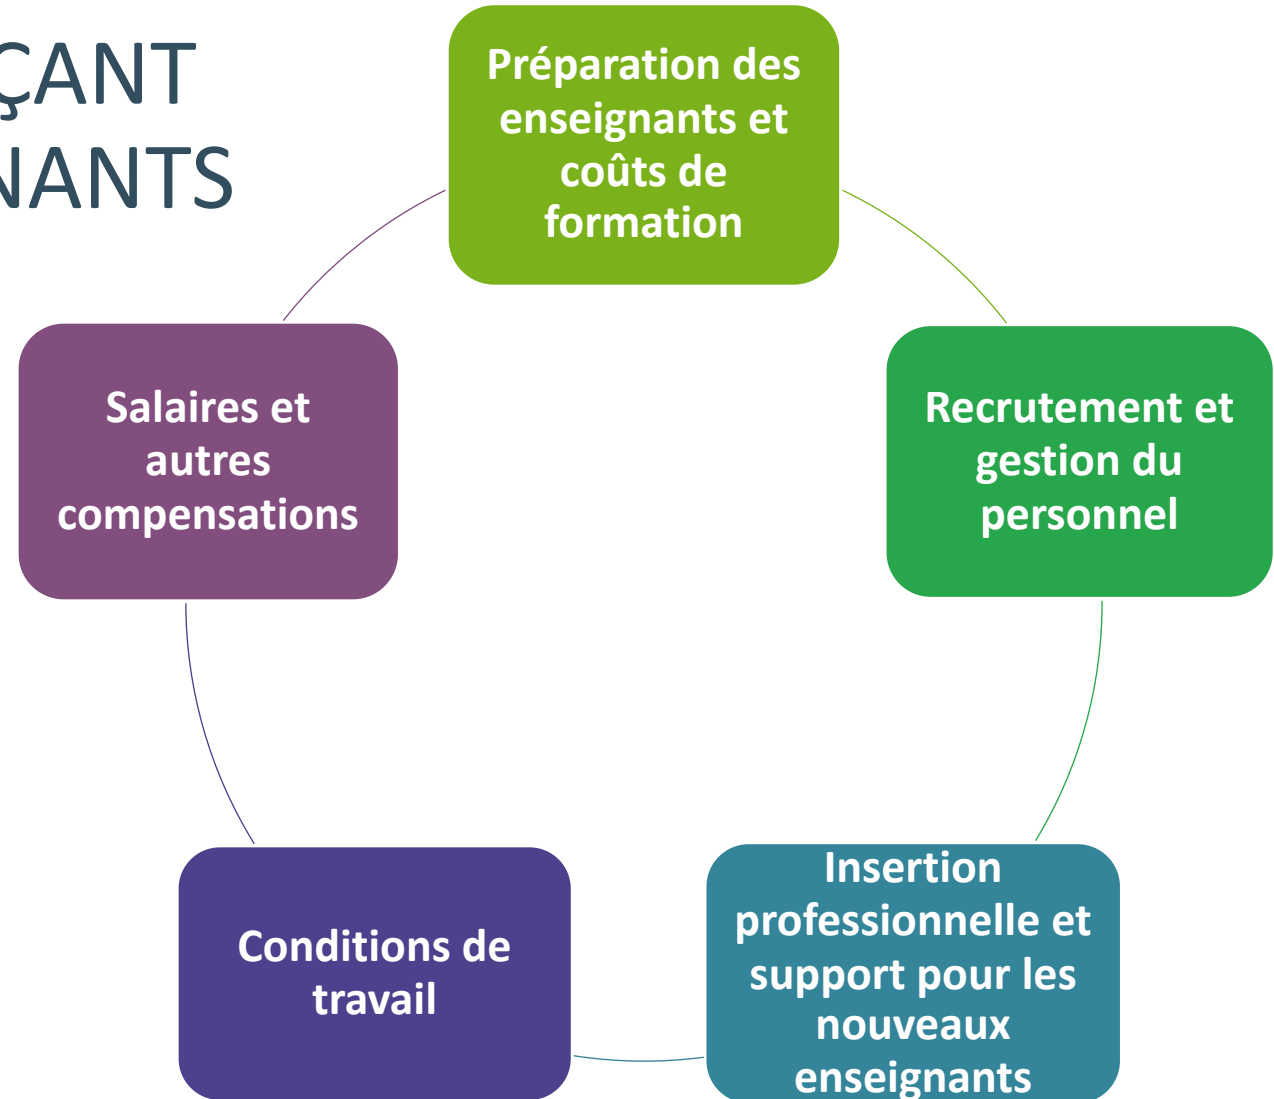 ÇANT
NANTS
Préparation des
enseignants et
coûts de
formation
Recrutement et
gestion du
personnel
Insertion
professionnelle et
support pour les
nouveaux
enseignants
Conditions de
travail
Salaires et
autres
compensations